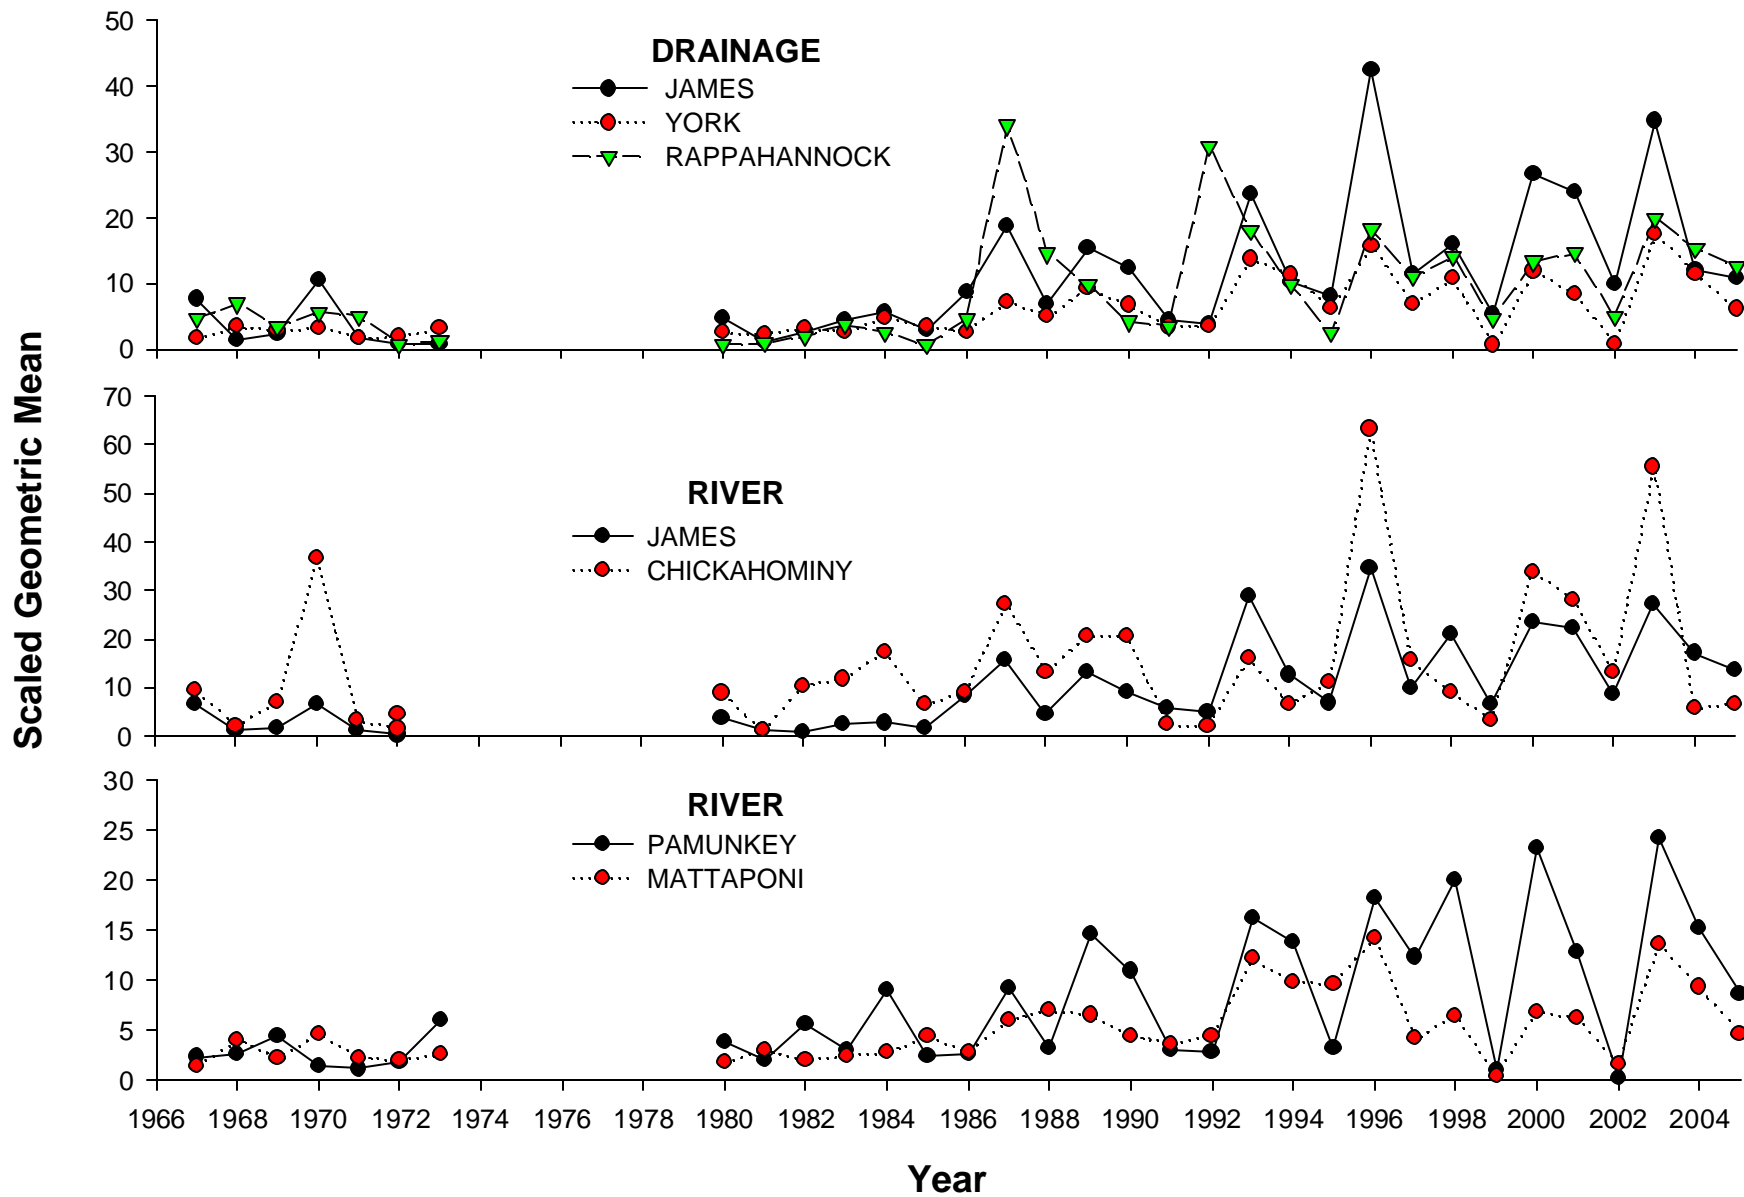 Scaled Geometric Mean
50
40
30
20
10
0
DRAINAGE
JAMES
YORK
RAPPAHANNOCK
70
60
50
40
30
20
10
0
RIVER
JAMES
CHICKAHOMINY
30
25
20
15
10
5
0
RIVER
PAMUNKEY
MATTAPONI
1966 1968 1970 1972 1974 1976 1978 1980 1982 1984 1986 1988 1990 1992 1994 1996 1998 2000 2002 2004
Year